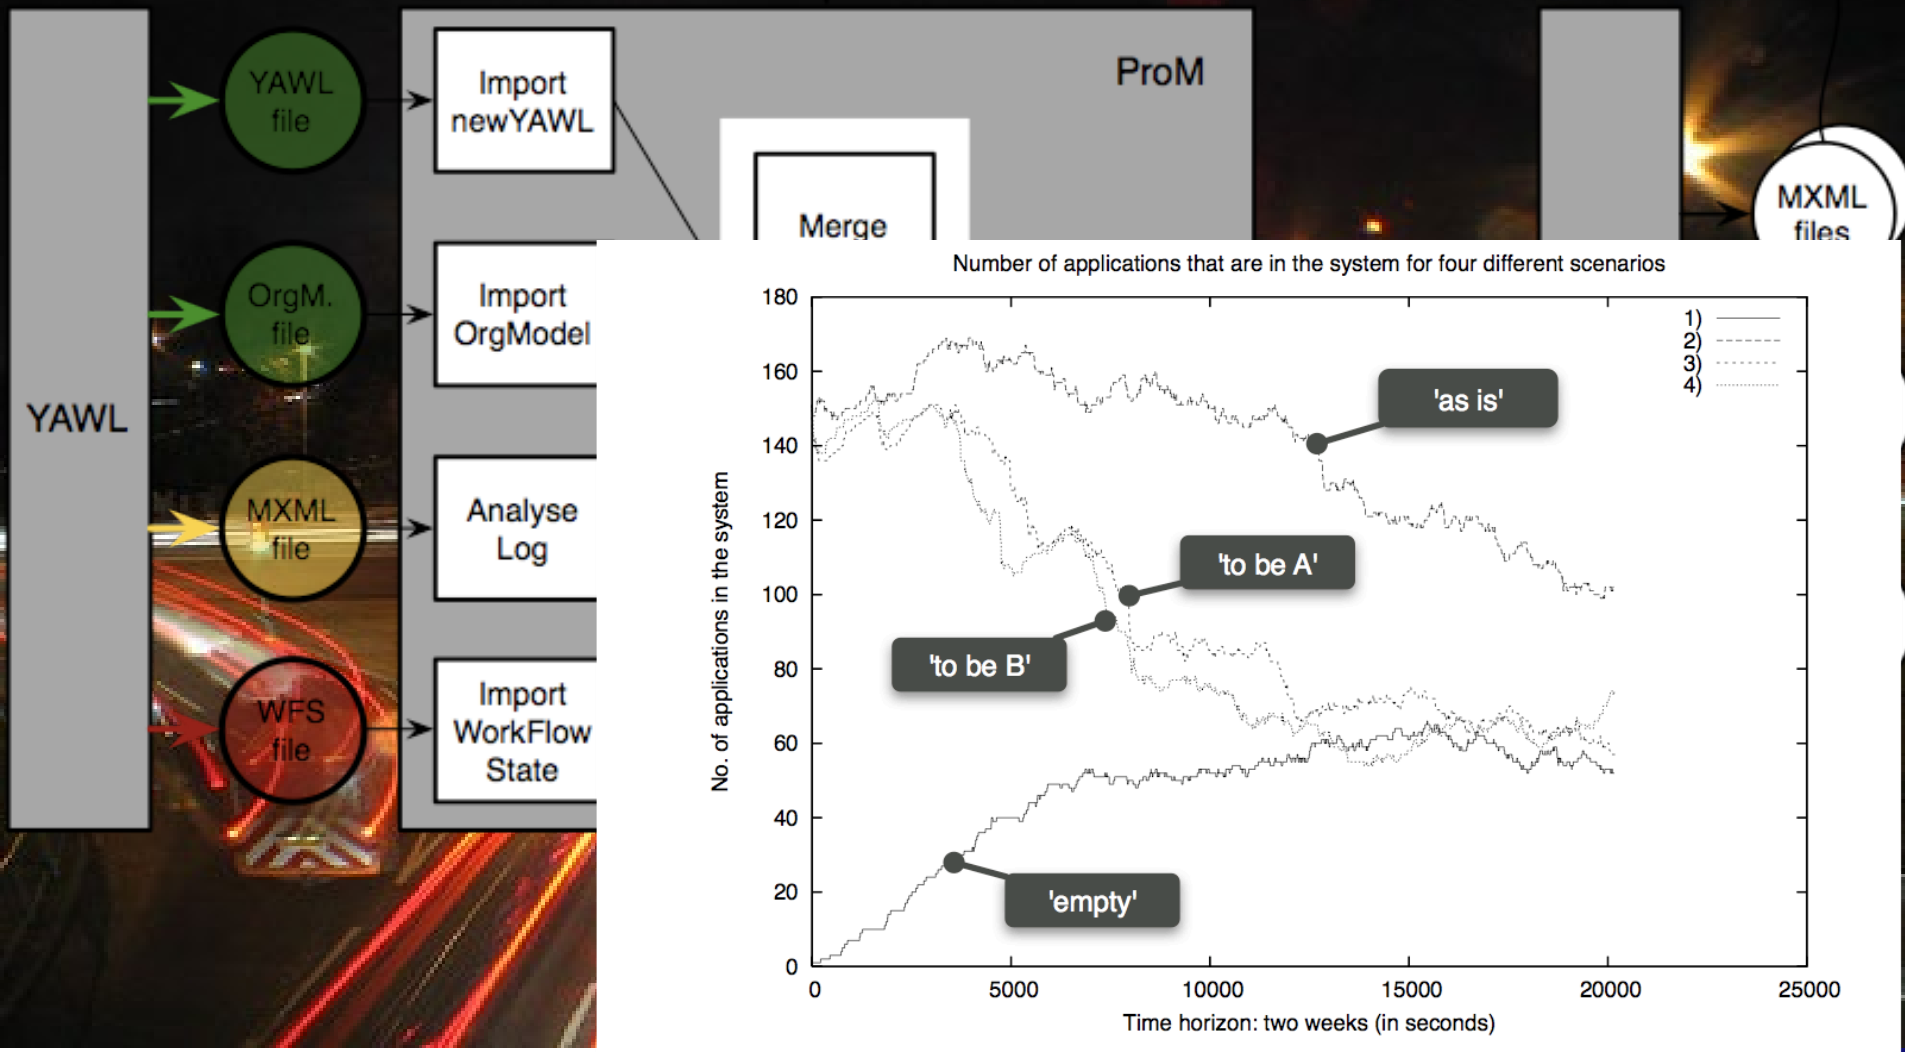 YAWL
YAWL
file
OrgM.
file
MXML
file
WFS
file
Import
newYAWL
Import
OrgModel
Analyse
Log
Import
WorkFlow
State
ProM
Merge
MXML
files
Number of applications that are in the system for four different scenarios
No. of applications in the system
180
160
140
120
100
80
60
40
20
0
1)
2)
3)
4)
'as is'
'to be A'
'to be B'
'empty'
0
5000
10000
15000
20000
25000
Time horizon: two weeks (in seconds)